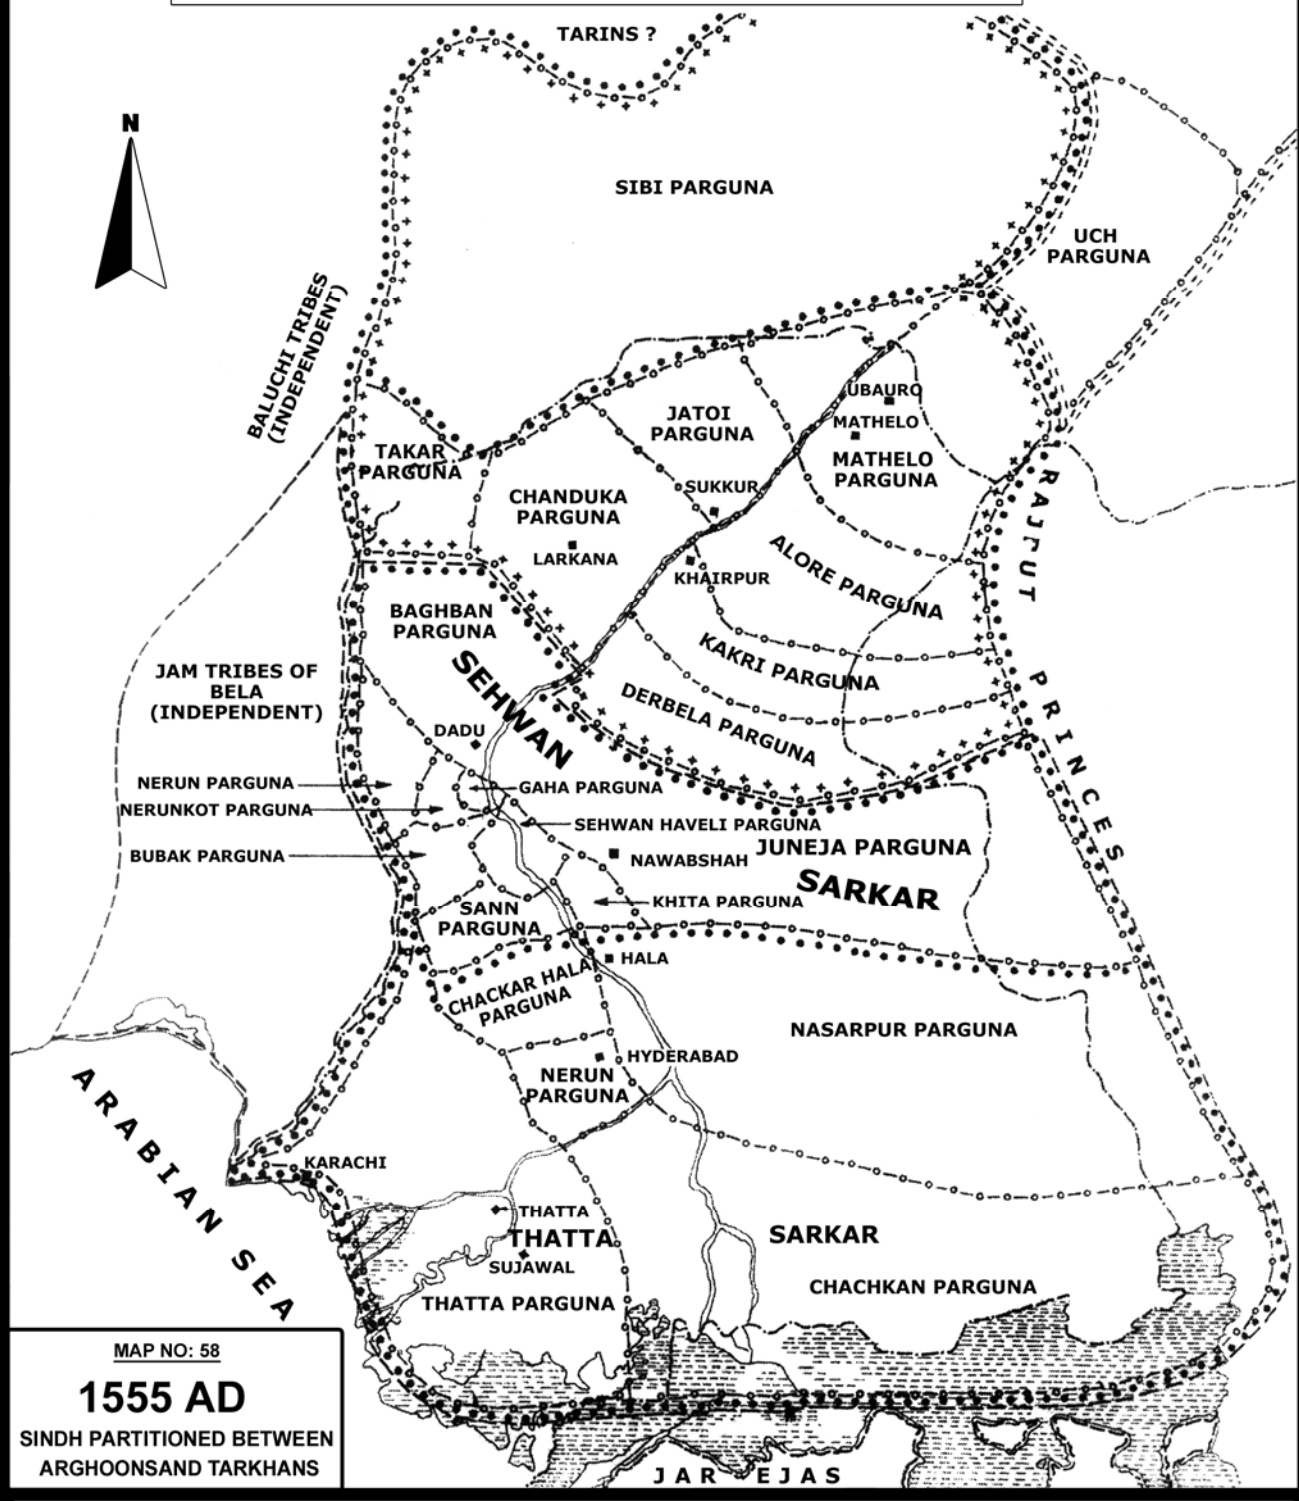 TARINS ?
N
SIBI PARGUNA
UCH
PARGUNA
BALUCHI TRIBES
(INDEPENDENT)
UBAURO
JATOI
PARGUNA
MATHELO
TAKAR
PARGUNA
MATHELO
PARGUNA
SUKKUR
CHANDUKA
PARGUNA
LARKANA
KHAIRPUR
ALORE PARGUNA
RAJPUT PRINCES
BAGHBAN
PARGUNA
KAKRI PARGUNA
JAM TRIBES OF
BELA
(INDEPENDENT)
SEHWAN
DERBELA PARGUNA
DADU
NERUN PARGUNA
GAHA PARGUNA
NERUNKOT PARGUNA
SEHWAN HAVELI PARGUNA
BUBAK PARGUNA
NAWABSHAH
JUNEJA PARGUNA
SARKAR
KHITA PARGUNA
SANN
PARGUNA
HALA
CHACKAR HALA
PARGUNA
NASARPUR PARGUNA
HYDERABAD
NERUN
PARGUNA
ARABIAN SEA
KARACHI
THATTA
THATTA
SARKAR
SUJAWAL
CHACHKAN PARGUNA
THATTA PARGUNA
MAP NO: 58
1555 AD
SINDH PARTITIONED BETWEEN
ARGHOONSAND TARKHANS
JAR EJAS